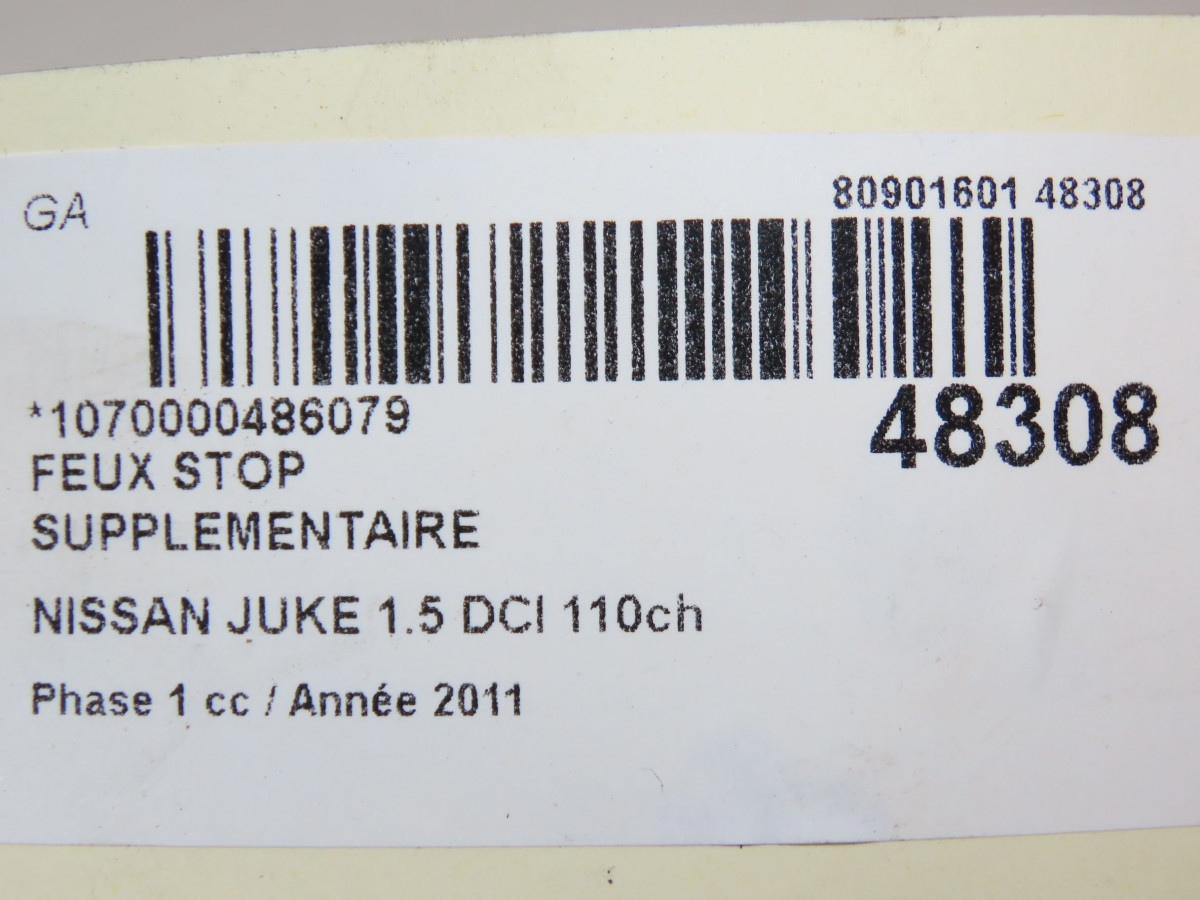 GA
80901601 48308
*1070000486079
48308
FEUX STOP
SUPPLEMENTAIRE
NISSAN JUKE 1.5 DCI 110ch
Phase 1 cc / Année 2011